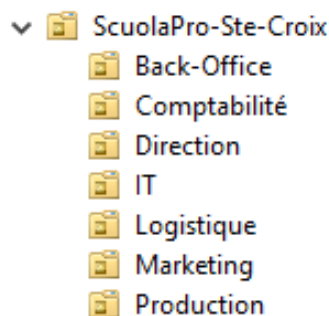 ScuolaPro-Ste-Croix
Back-Office
Comptabilité
Direction
IT
Logistique
Marketing
Production